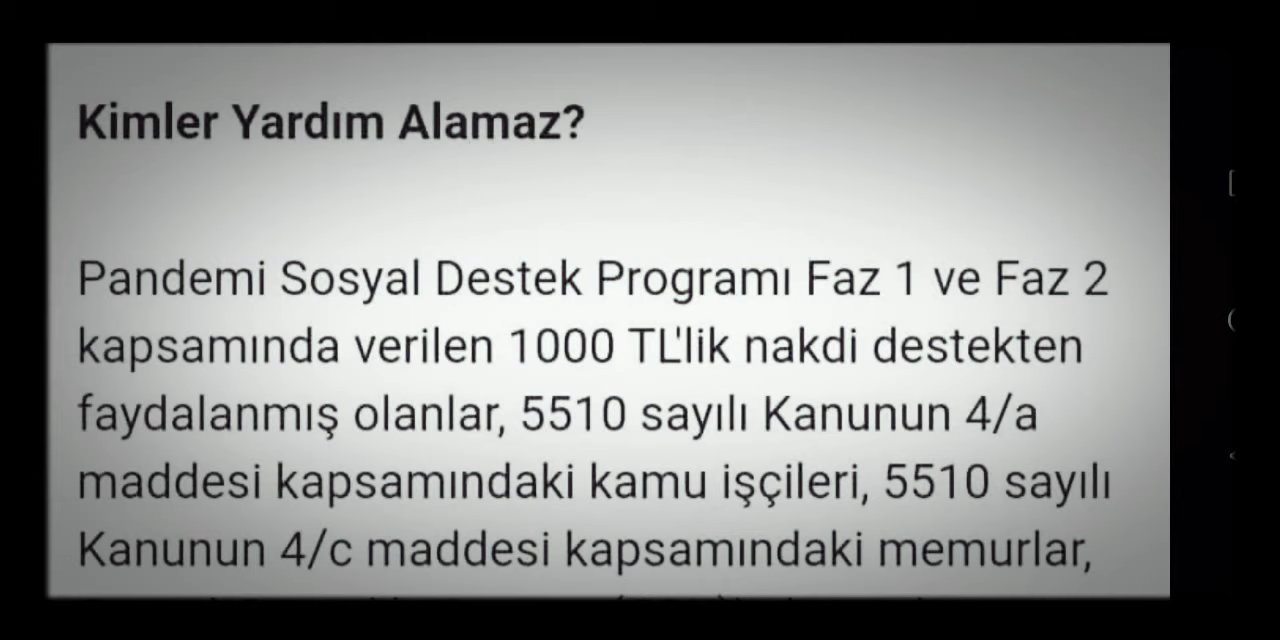 Kimler Yardım Alamaz?
Pandemi Sosyal Destek Programı Faz 1 ve Faz 2
kapsamında verilen 1000 TL'lik nakdi destekten
faydalanmış olanlar, 5510 sayılı Kanunun 4/a
maddesi kapsamındaki kamu işçileri, 5510 sayılı
Kanunun 4/c maddesi kapsamındaki memurlar,